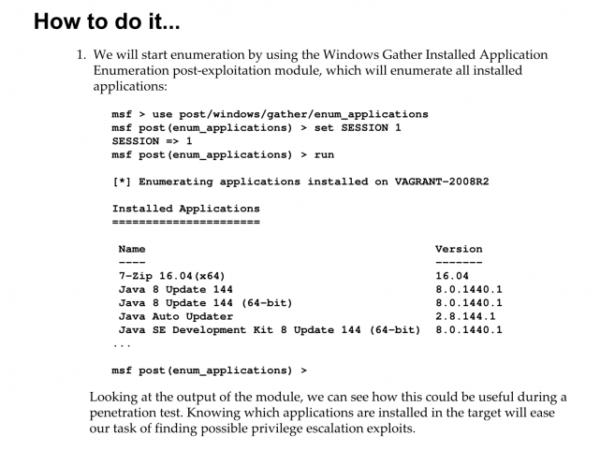 How to do it...
1. We will start enumeration by using the Windows Gather Installed Application
Enumeration post-exploitation module, which will enumerate all installed
applications:
msf > use post/windows/gather/enum_applications
msf post(enum_applications) > set SESSION 1
SESSION => 1
msf post(enum_applications) > run
[*] Enumerating applications installed on VAGRANT-2008R2
Installed Applications
======================
Name Version
---- -------
7-Zip 16.04(x64) 16.04
Java 8 Update 144 8.0.1440.1
Java 8 Update 144 (64-bit) 8.0.1440.1
Java Auto Updater 2.8.144.1
Java SE Development Kit 8 Update 144 (64-bit) 8.0.1440.1
...
msf post(enum_applications) >
Looking at the output of the module, we can see how this could be useful during a
penetration test. Knowing which applications are installed in the target will ease
our task of finding possible privilege escalation exploits.